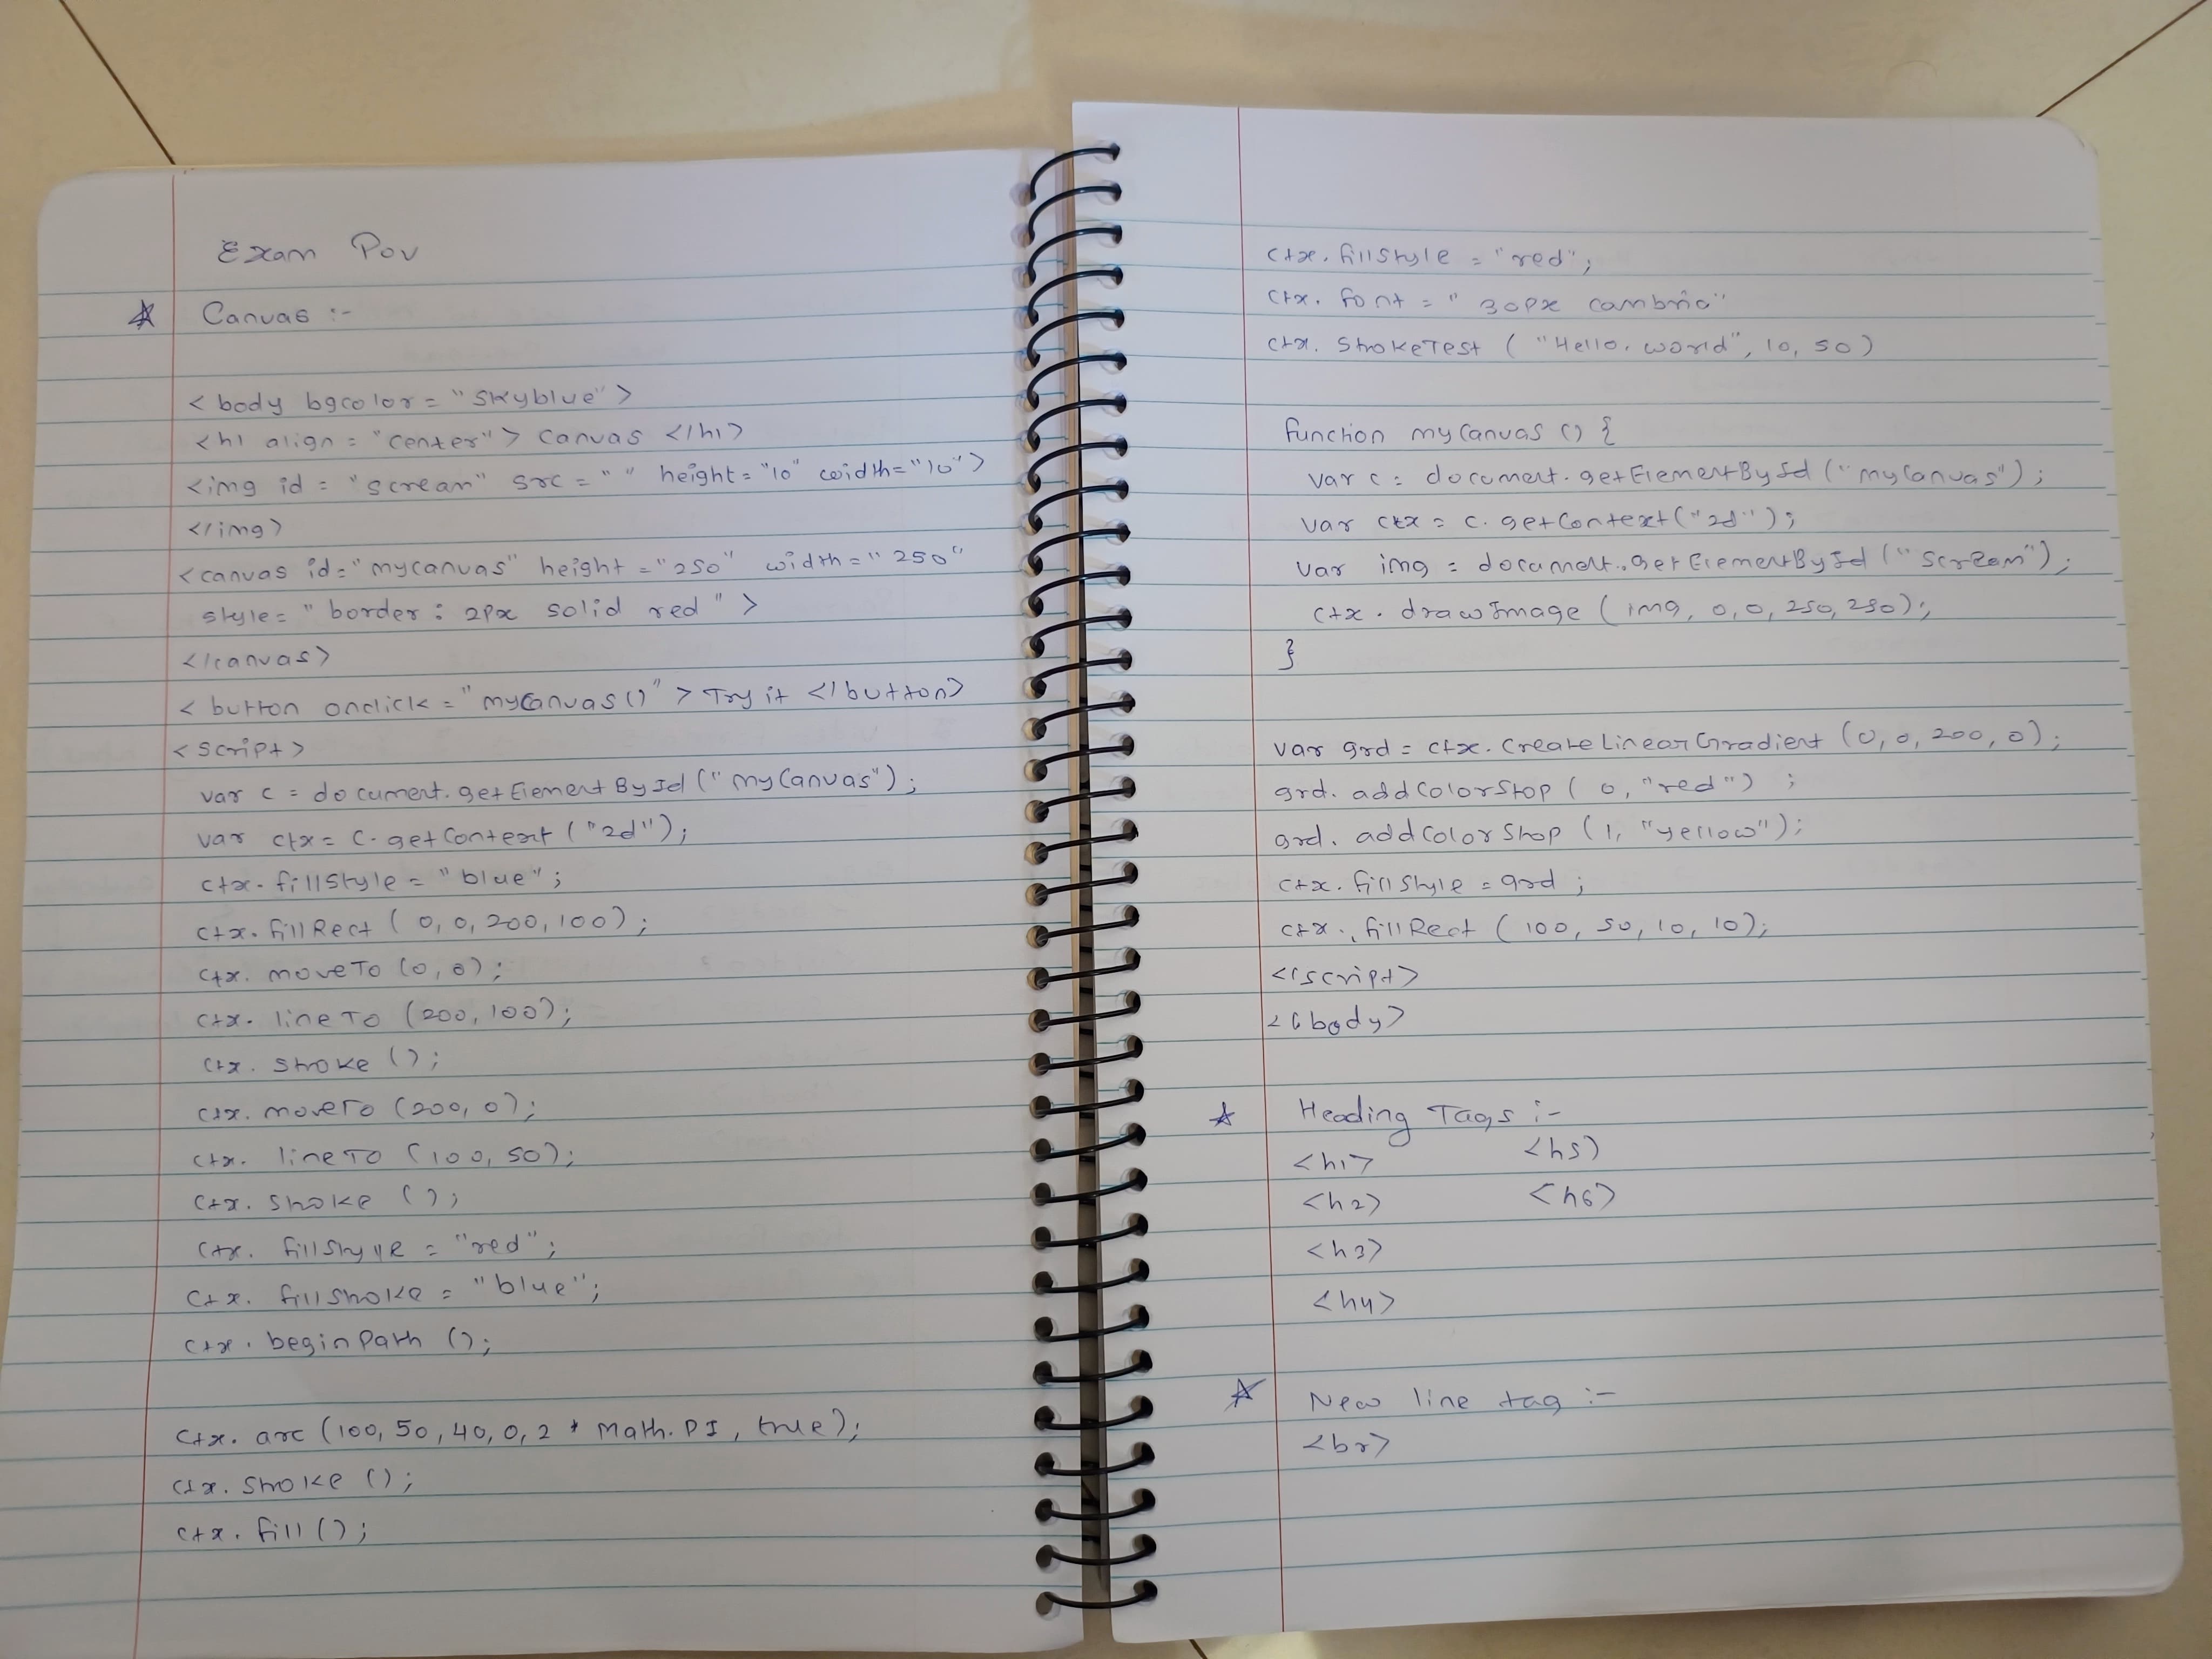 Exam Pov
Canvas :-
<body bgcolor = "skyblue">
<h1 align = "center"> Canvas </h1>
<img id = "scream" src = " " height = "10" width = "10">
</img>
<canvas id = "mycanvas" height = "250" width = "250"
style = "border : 2px solid red">
</canvas>
<button onclick = "myCanvas()"> Try it </button>
<script>
var c = document.getElementById("myCanvas");
var ctx = c.getContext("2d");
ctx.fillStyle = "blue";
ctx.fillRect(0, 0, 200, 100);
ctx.moveTo(0, 0);
ctx.lineTo(200, 100);
ctx.stroke();
ctx.moveTo(200, 0);
ctx.lineTo(100, 50);
ctx.stroke();
ctx.fillStyle = "red";
ctx.fillStroke = "blue";
ctx.beginPath();
ctx.arc(100, 50, 40, 0, 2 * Math.PI, true);
ctx.stroke();
ctx.fill();
ctx.fillStyle = "red";
ctx.font = "30px cambria"
ctx.strokeTest("Hello. world", 10, 50)
function myCanvas() {
var c = document.getElementById("myCanvas");
var ctx = c.getContext("2d");
var img = document.getElementById("scream");
ctx.drawImage(img, 0, 0, 250, 250);
}
var grd = ctx.createLinearGradient(0, 0, 200, 0);
grd.addColorStop(0, "red");
grd.addColorStop(1, "yellow");
ctx.fillStyle = grd;
ctx.fillRect(100, 50, 10, 10);
</script>
</body>
Heading Tags :-
<h1> <h5>
<h2> <h6>
<h3>
<h4>
New line tag :-
<br>